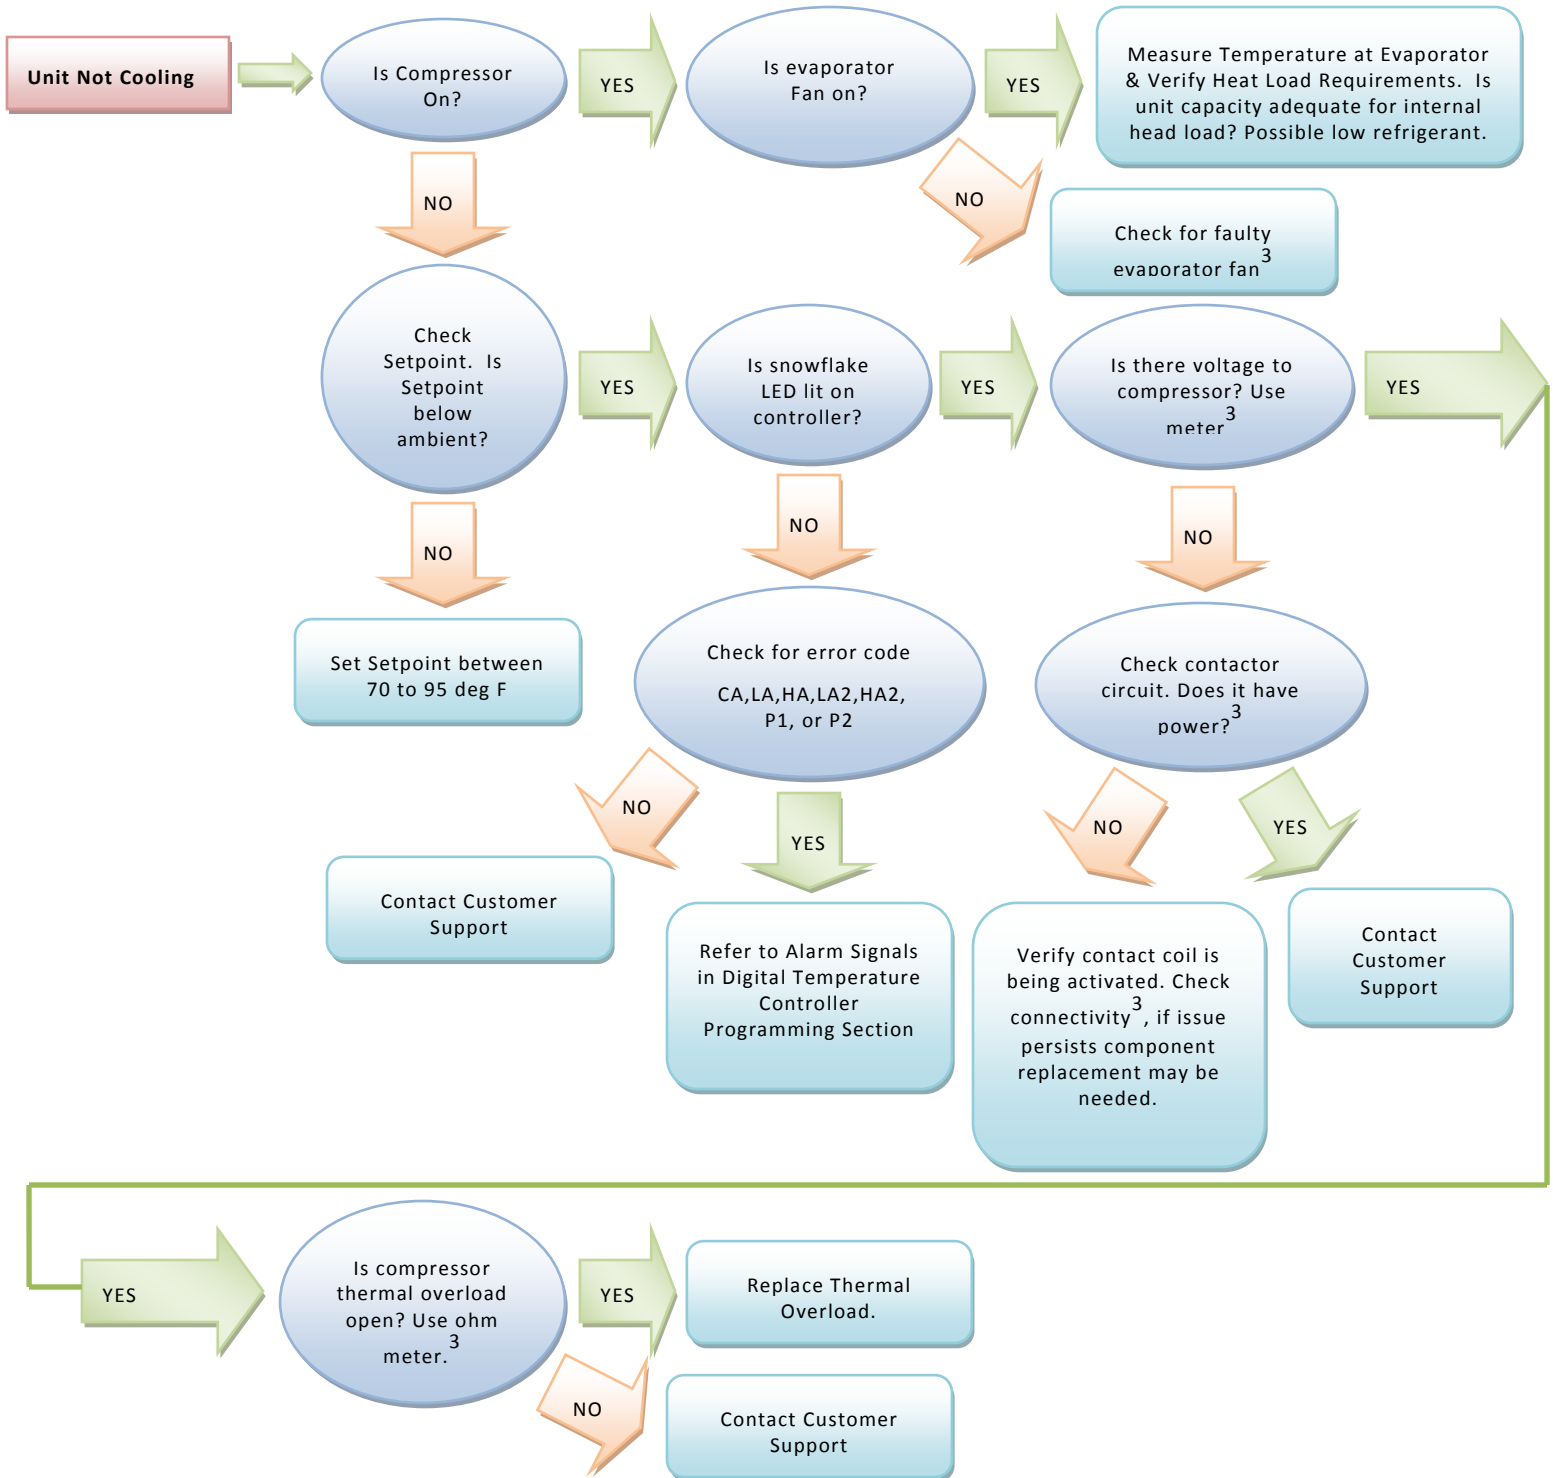 Unit Not Cooling
Is Compressor
On?
YES
Is evaporator
Fan on?
YES
Measure Temperature at Evaporator
& Verify Heat Load Requirements. Is
unit capacity adequate for internal
head load? Possible low refrigerant.
NO
NO
Check for faulty
evaporator fan3
Check
Setpoint. Is
Setpoint
below
ambient?
YES
Is snowflake
LED lit on
controller?
YES
Is there voltage to
compressor? Use
meter3
YES
NO
NO
NO
Set Setpoint between
70 to 95 deg F
Check for error code
CA,LA,HA,LA2,HA2,
P1, or P2
Check contactor
circuit. Does it have
power?3
NO
YES
NO
YES
Contact Customer
Support
Refer to Alarm Signals
in Digital Temperature
Controller
Programming Section
Verify contact coil is
being activated. Check
connectivity3, if issue
persists component
replacement may be
needed.
Contact
Customer
Support
YES
Is compressor
thermal overload
open? Use ohm
meter.3
YES
Replace Thermal
Overload.
NO
Contact Customer
Support